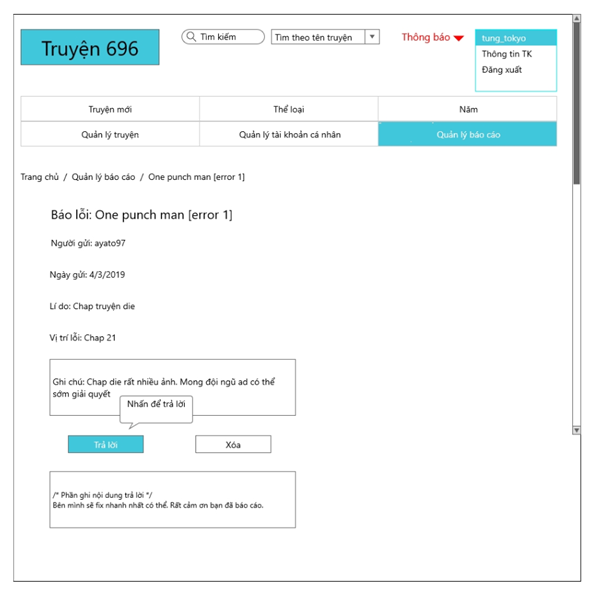 Truyện 696
Tìm kiếm
Tìm theo tên truyện
Thông báo
tung_tokyo
Thông tin TK
Đăng xuất
Truyện mới
Thể loại
Năm
Quản lý truyện
Quản lý tài khoản cá nhân
Quản lý báo cáo
Trang chủ / Quản lý báo cáo / One punch man [error 1]
Báo lỗi: One punch man [error 1]
Người gửi: ayato97
Ngày gửi: 4/3/2019
Lí do: Chap truyện die
Vị trí lỗi: Chap 21
Ghi chú: Chap die rất nhiều ảnh. Mong đội ngũ ad có thể
sớm giải quyết
Nhấn để trả lời
Trả lời
Xóa
/* Phần ghi nội dung trả lời */
Bên mình sẽ fix nhanh nhất có thể. Rất cảm ơn bạn đã báo cáo.